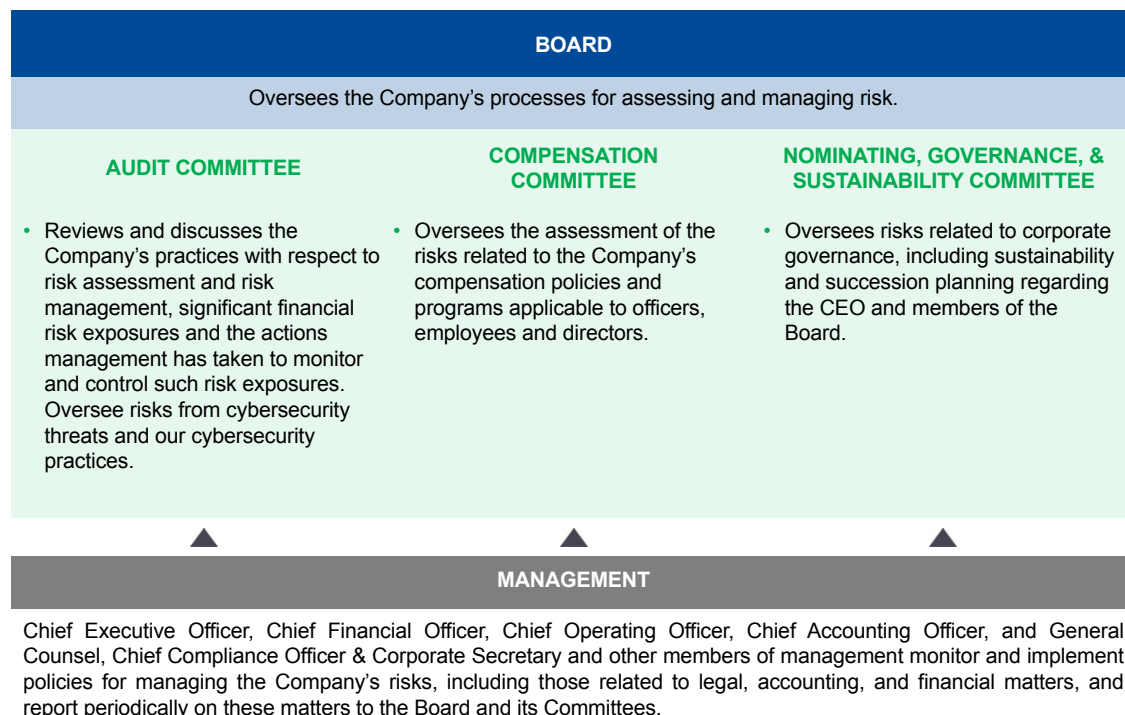 BOARD
Oversees the Company’s processes for assessing and managing risk.
AUDIT COMMITTEE
• Reviews and discusses the
Company’s practices with respect to
risk assessment and risk
management, significant financial
risk exposures and the actions
management has taken to monitor
and control such risk exposures.
Oversee risks from cybersecurity
threats and our cybersecurity
practices.
COMPENSATION
COMMITTEE
• Oversees the assessment of the
risks related to the Company’s
compensation policies and
programs applicable to officers,
employees and directors.
NOMINATING, GOVERNANCE, &
SUSTAINABILITY COMMITTEE
• Oversees risks related to corporate
governance, including sustainability
and succession planning regarding
the CEO and members of the
Board.
MANAGEMENT
Chief Executive Officer, Chief Financial Officer, Chief Operating Officer, Chief Accounting Officer, and General
Counsel, Chief Compliance Officer & Corporate Secretary and other members of management monitor and implement
policies for managing the Company’s risks, including those related to legal, accounting, and financial matters, and
report periodically on these matters to the Board and its Committees.